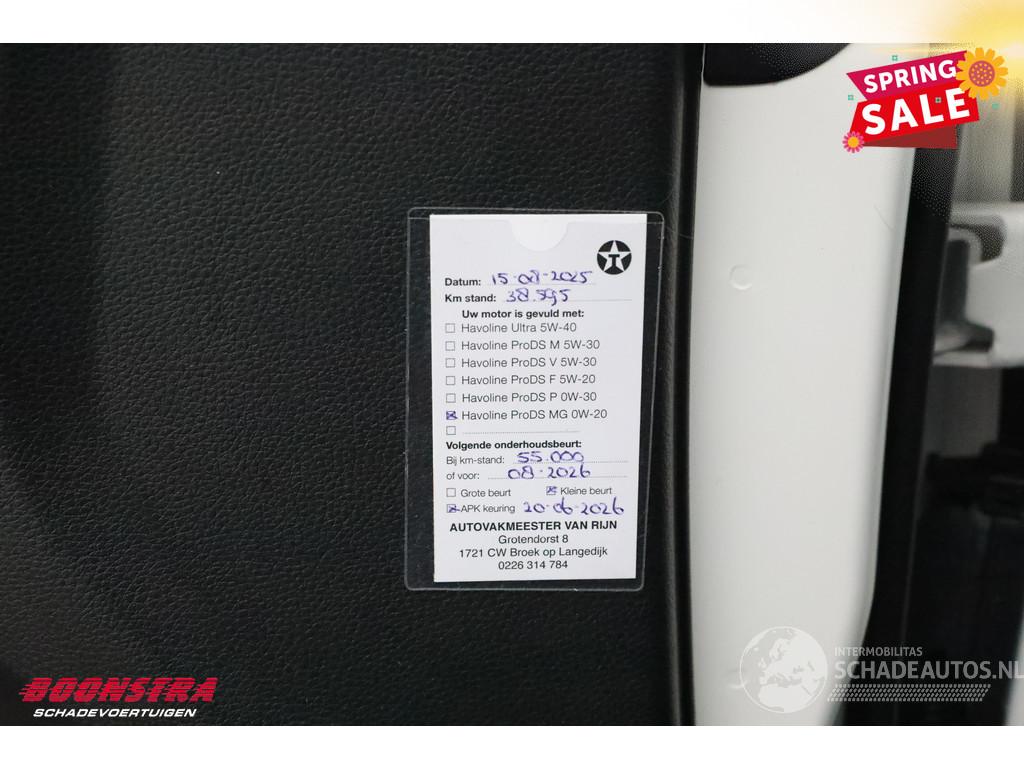 SPRING
SALE
Datum: 15-08-2025
Km stand: 38.595
Uw motor is gevuld met:
Havoline Ultra 5W-40
Havoline ProDS M 5W-30
Havoline ProDS V 5W-30
Havoline ProDS F 5W-20
Havoline ProDS P 0W-30
Havoline ProDS MG 0W-20
Volgende onderhoudsbeurt:
Bij km-stand: 55.000
of voor: 08-2026
Grote beurt Kleine beurt
APK keuring 20-06-2026
AUTOVAKMEESTER VAN RIJN
Grotendorst 8
1721 CW Broek op Langedijk
0226 314 784
BOONSTRA
SCHADEVOERTUIGEN
INTERMOBILITAS
SCHADEAUTOS.NL